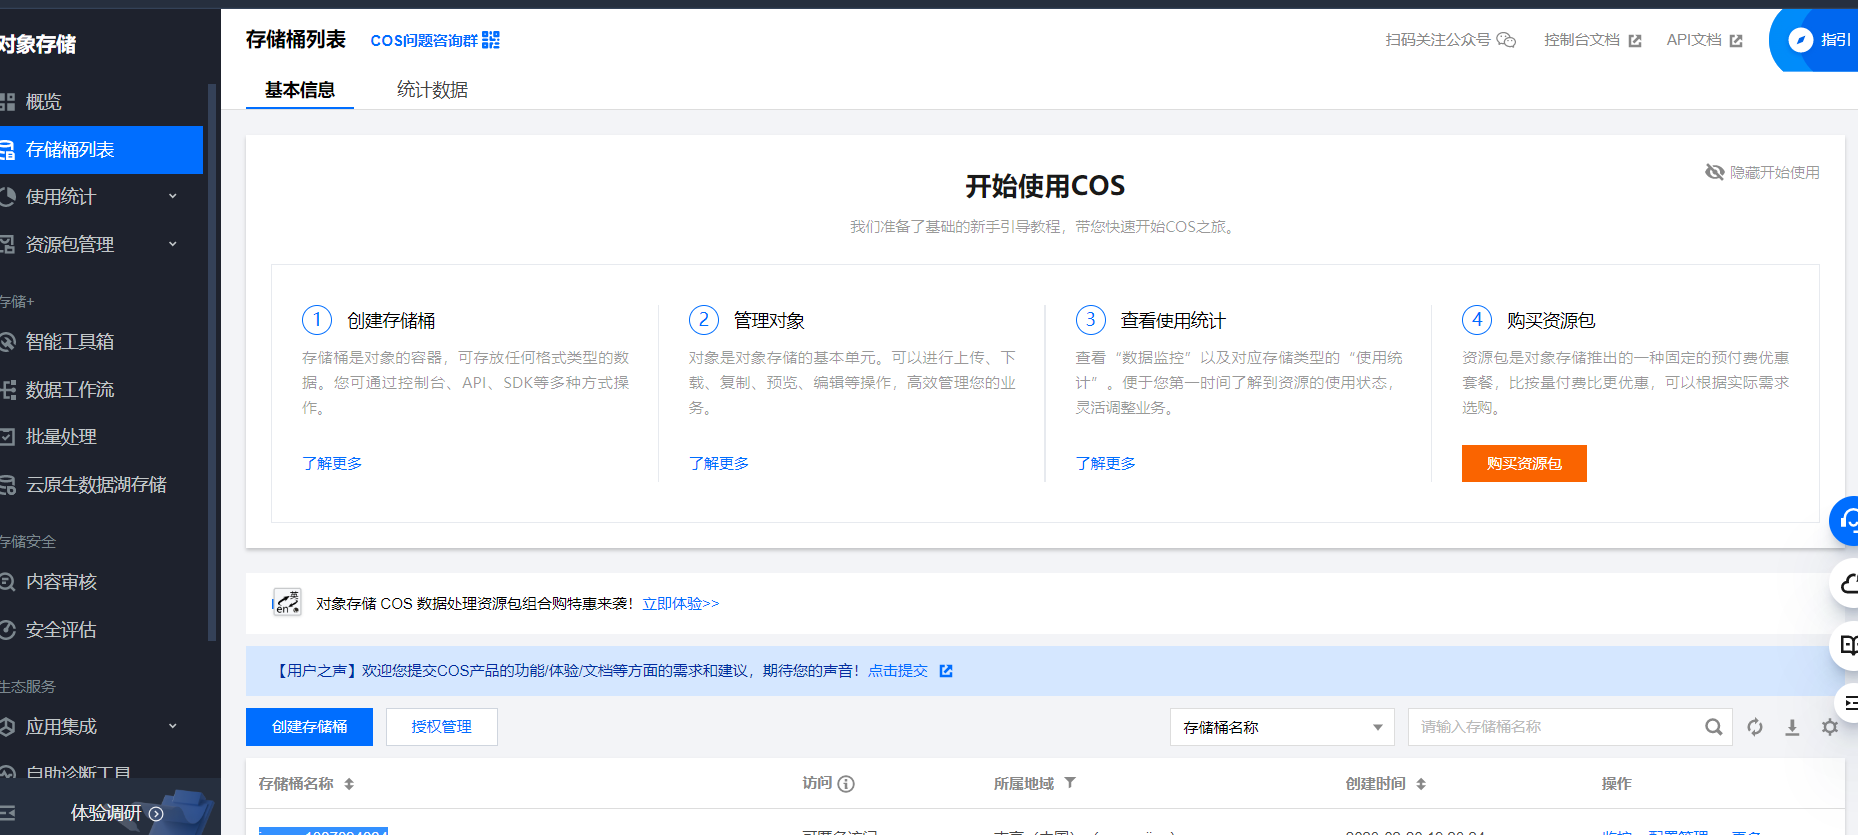 对象存储
概览
存储桶列表
使用统计
资源包管理
存储+
智能工具箱
数据工作流
批量处理
云原生数据湖存储
存储安全
内容审核
安全评估
生态服务
应用集成
自助诊断工具
体验调研
存储桶列表
COS问题咨询群
扫码关注公众号
控制台文档
API文档
指引
基本信息
统计数据
开始使用COS
隐藏开始使用
我们准备了基础的新手引导教程，带您快速开始COS之旅。
1 创建存储桶
存储桶是对象的容器，可存放任何格式类型的数
据。您可通过控制台、API、SDK等多种方式操
作。
了解更多
2 管理对象
对象是对象存储的基本单元。可以进行上传、下
载、复制、预览、编辑等操作，高效管理您的业
务。
了解更多
3 查看使用统计
查看“数据监控”以及对应存储类型的“使用统
计”。便于您第一时间了解到资源的使用状态，
灵活调整业务。
了解更多
4 购买资源包
资源包是对象存储推出的一种固定的预付费优惠
套餐，比按量付费比更优惠，可以根据实际需求
选购。
购买资源包
英
en
对象存储 COS 数据处理资源包组合购特惠来袭！立即体验>>
【用户之声】欢迎您提交COS产品的功能/体验/文档等方面的需求和建议，期待您的声音！点击提交
创建存储桶
授权管理
存储桶名称
请输入存储桶名称
存储桶名称
访问
所属地域
创建时间
操作